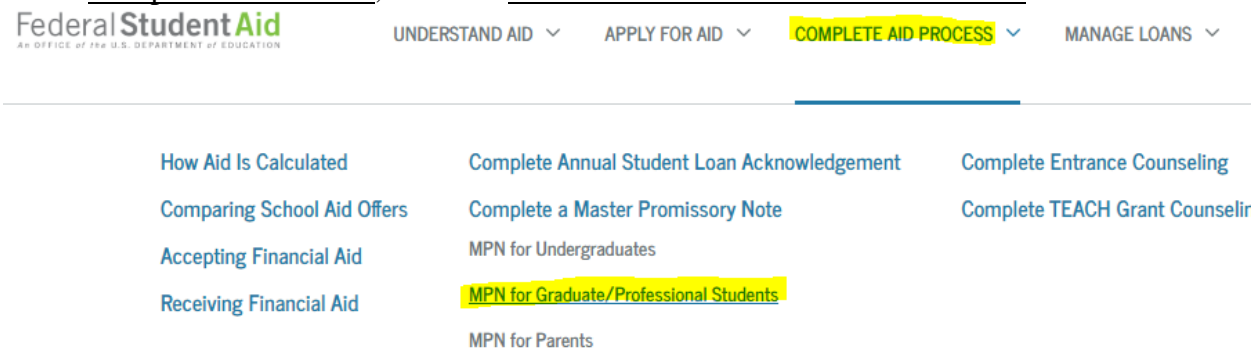 Federal Student Aid
An OFFICE of the U.S. DEPARTMENT of EDUCATION
UNDERSTAND AID
APPLY FOR AID
COMPLETE AID PROCESS
MANAGE LOANS
How Aid Is Calculated
Comparing School Aid Offers
Accepting Financial Aid
Receiving Financial Aid
Complete Annual Student Loan Acknowledgement
Complete a Master Promissory Note
MPN for Undergraduates
MPN for Graduate/Professional Students
MPN for Parents
Complete Entrance Counseling
Complete TEACH Grant